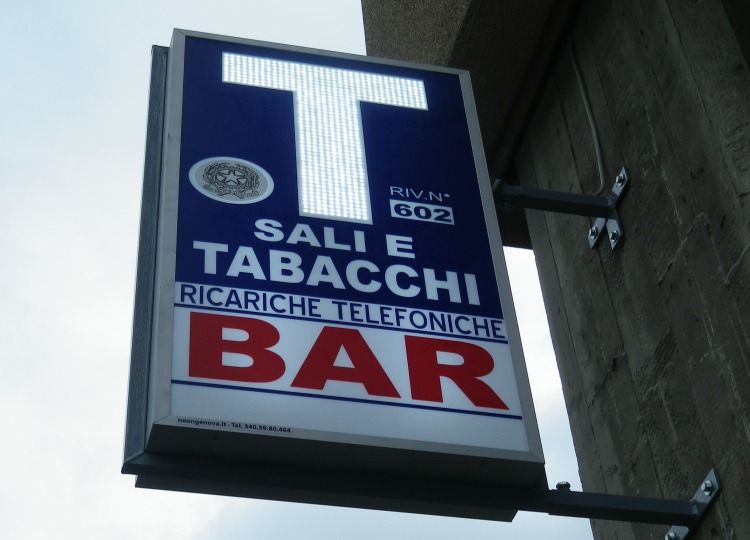 T
RIV.N°
602
SALI E
TABACCHI
RICARICHE TELEFONICHE
BAR
neongenova.it - Tel. 340.59.80.464